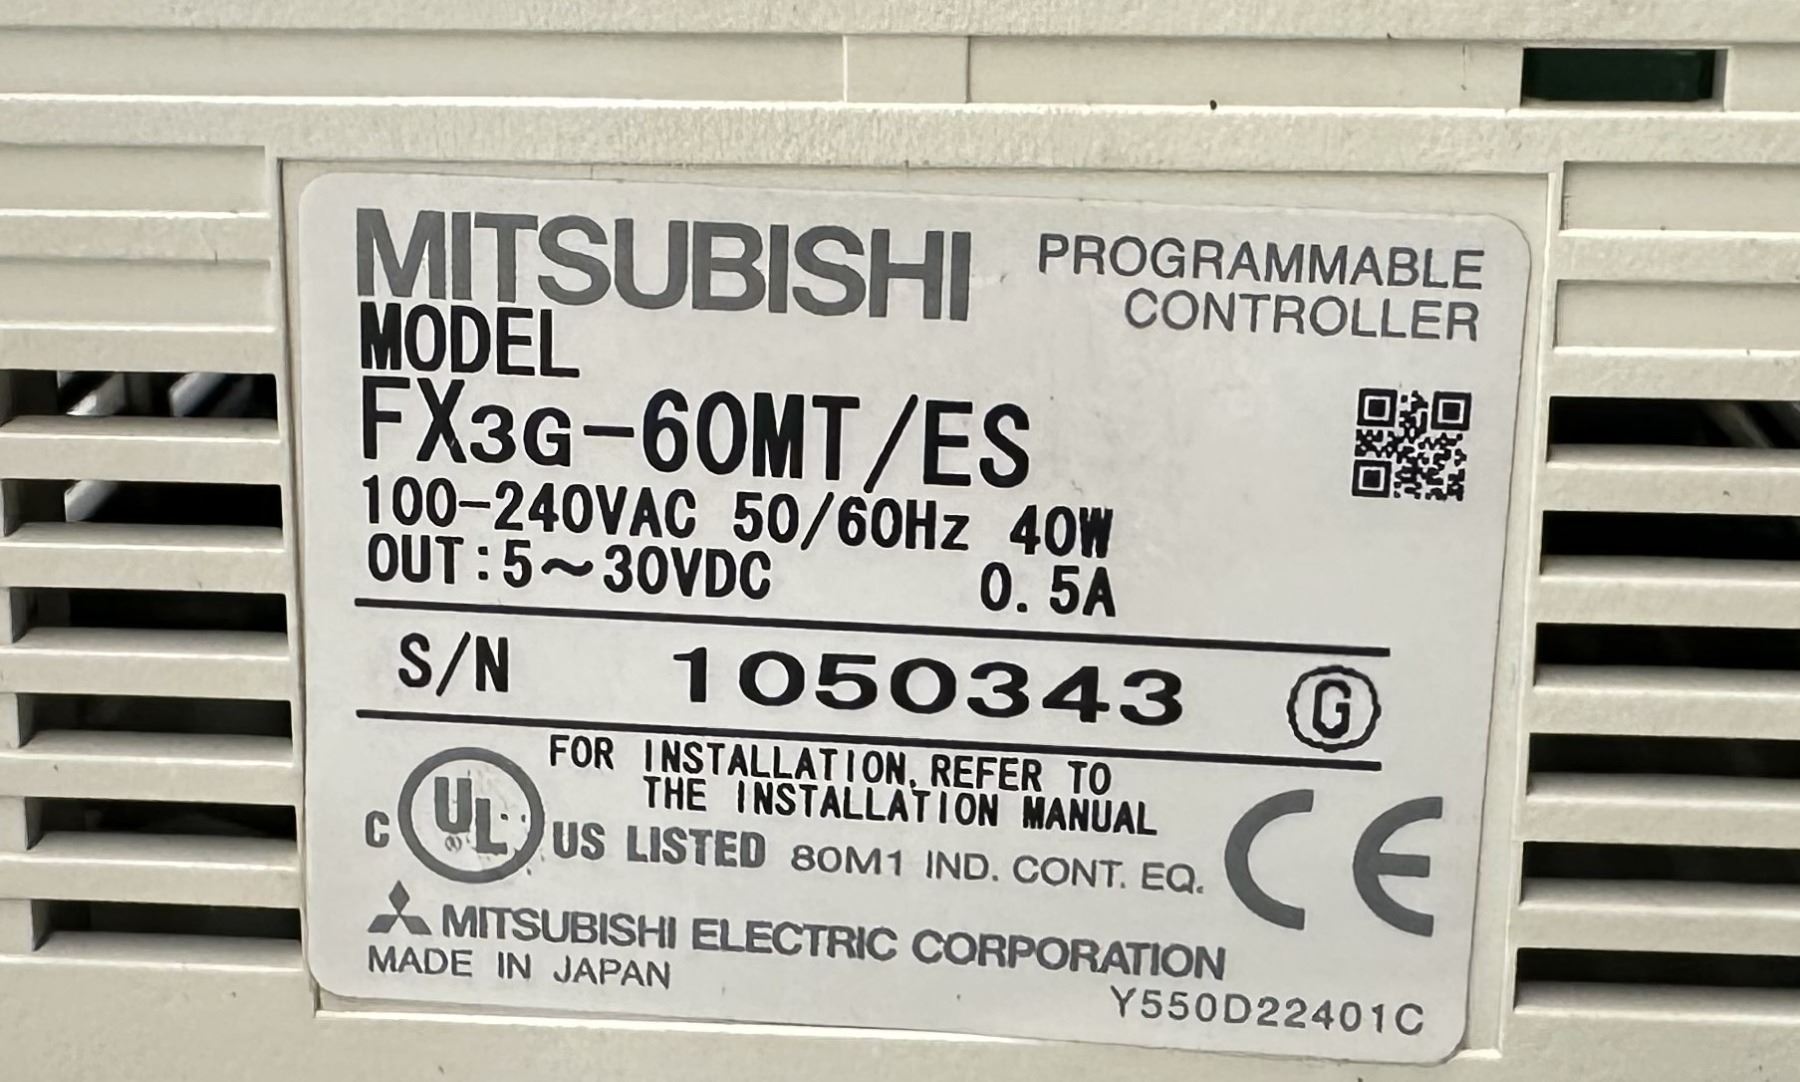 MITSUBISHI
PROGRAMMABLE
CONTROLLER
MODEL
FX3G-60MT/ES
100-240VAC 50/60Hz 40W
OUT:5~30VDC 0.5A
S/N 1050343 G
FOR INSTALLATION, REFER TO
THE INSTALLATION MANUAL
C UL ® US LISTED 80M1 IND. CONT. EQ. CE
MITSUBISHI ELECTRIC CORPORATION
MADE IN JAPAN
Y550D22401C